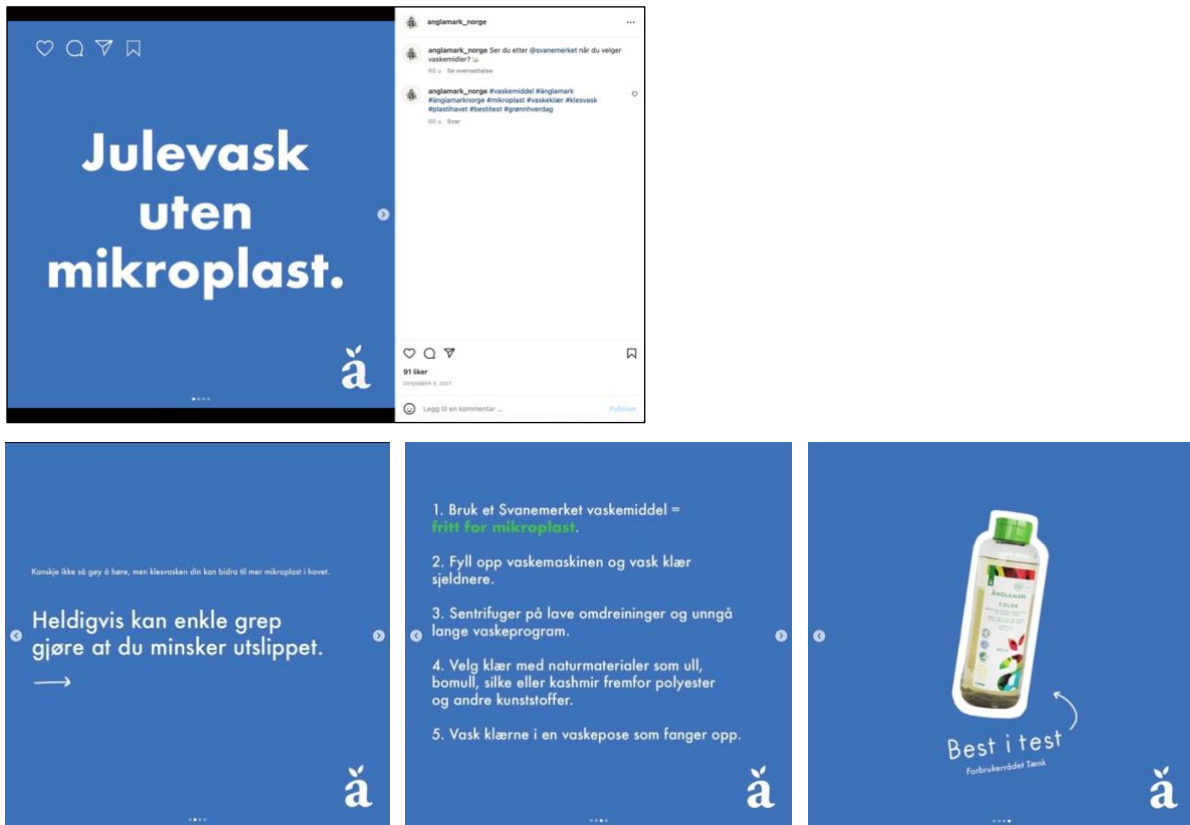 anglamark_norge
Julevask
uten
mikroplast.
ă
anglamark_norge Ser du etter @svanemerket når du velger
vaskemidler?
60 u Se oversettelse
anglamark_norge #vaskemiddel #änglamark
#änglamarknorge #mikroplast #vaskeklær #klesvask
#plastihavet #bestitest #grønnhverdag
60 u Svar
91 liker
DESEMBER 9, 2021
Legg til en kommentar ...
Publiser
Kanskje ikke så gøy å høre, men klesvasken din kan bidra til mer mikroplast i havet.
Heldigvis kan enkle grep
gjøre at du minsker utslippet.
ă
1. Bruk et Svanemerket vaskemiddel =
fritt for mikroplast.
2. Fyll opp vaskemaskinen og vask klær
sjeldnere.
3. Sentrifuger på lave omdreininger og unngå
lange vaskeprogram.
4. Velg klær med naturmaterialer som ull,
bomull, silke eller kashmir fremfor polyester
og andre kunststoffer.
5. Vask klærne i en vaskepose som fanger opp.
ă
ÄNGLAMARK
COLOR
Best i test
Forbrukerrådet Tænk
ă